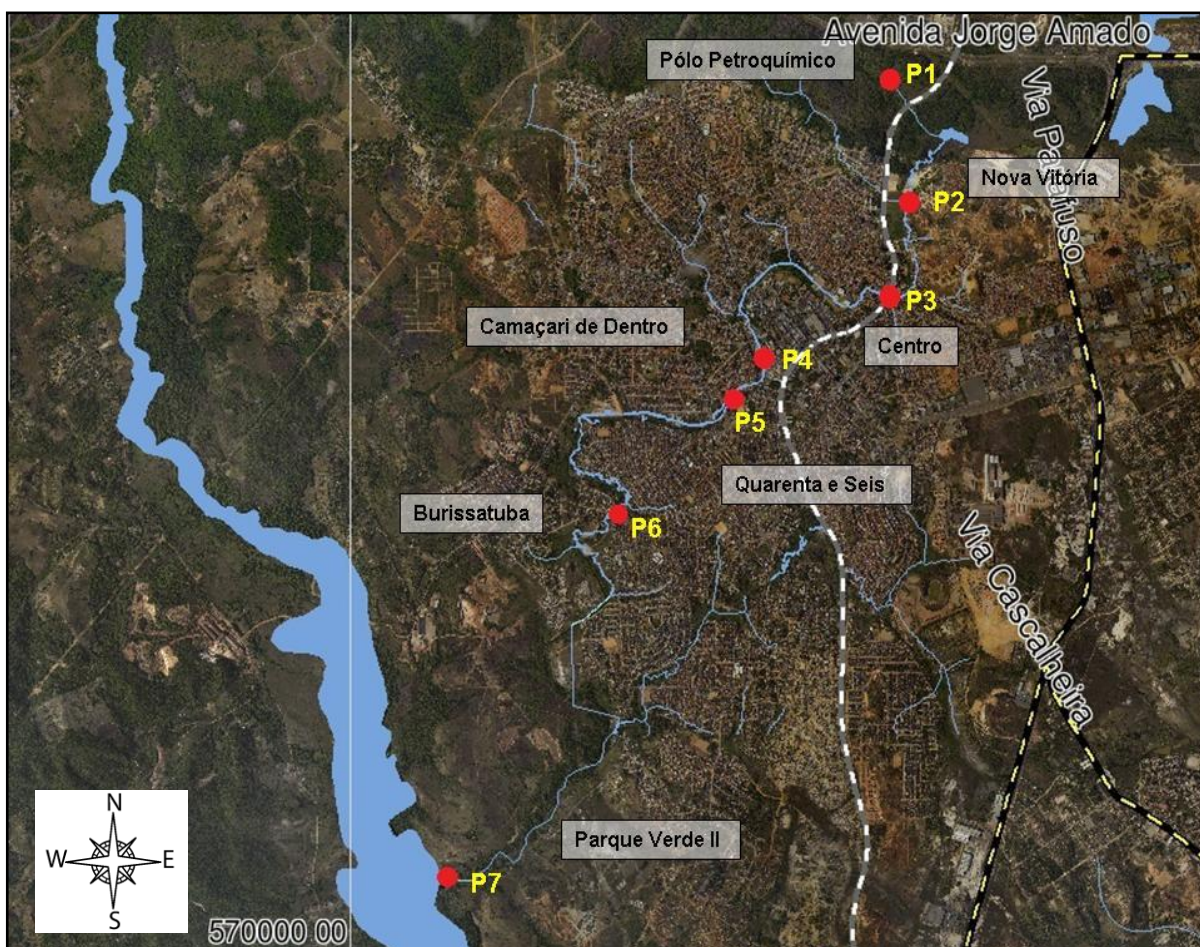 Avenida Jorge Amado
Pólo Petroquímico
P1
Via Parafuso
Nova Vitória
P2
P3
Camaçari de Dentro
Centro
P4
P5
Quarenta e Seis
Burissatuba
P6
Via Cascalheira
Parque Verde II
P7
N
W
E
S
570000 00